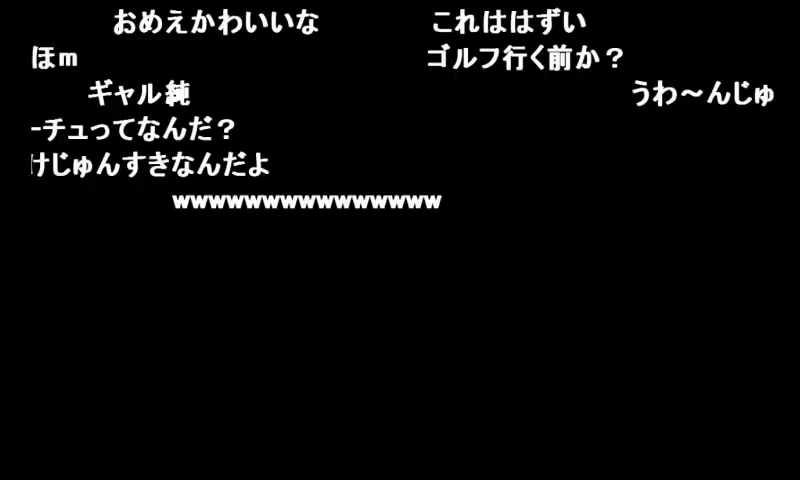 おめえかわいいな これははずい
ほm ゴルフ行く前か？
ギャル純 うわ～んじゅ
ーチュってなんだ？
けじゅんすきなんだよ
wwwwwwwwwwwwwww